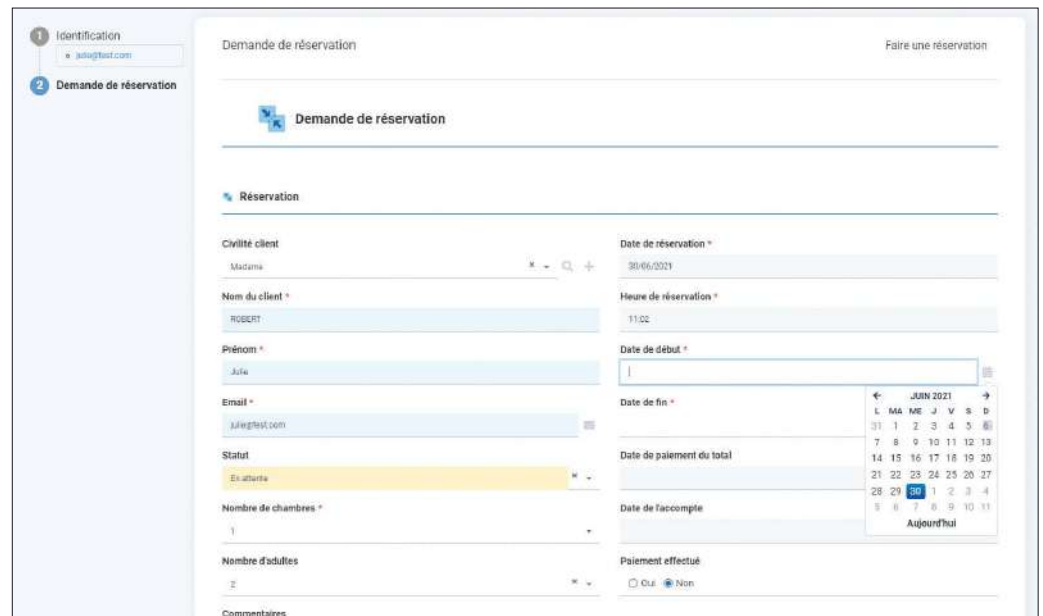 1 Identification
julie@test.com
2 Demande de réservation
Demande de réservation
Faire une réservation
Demande de réservation
Réservation
Civilité client
Madame
Nom du client *
ROBERT
Prénom *
Julie
Email *
julie@test.com
Statut
En attente
Nombre de chambres *
1
Nombre d'adultes
2
Commentaires
Date de réservation *
30/06/2021
Heure de réservation *
11:02
Date de début *
Date de fin *
Date de paiement du total
Date de l'accompte
Paiement effectué
Oui Non
JUIN 2021
L MA ME J V S D
31 1 2 3 4 5 6
7 8 9 10 11 12 13
14 15 16 17 18 19 20
21 22 23 24 25 26 27
28 29 30 1 2 3 4
5 6 7 8 9 10 11
Aujourd'hui